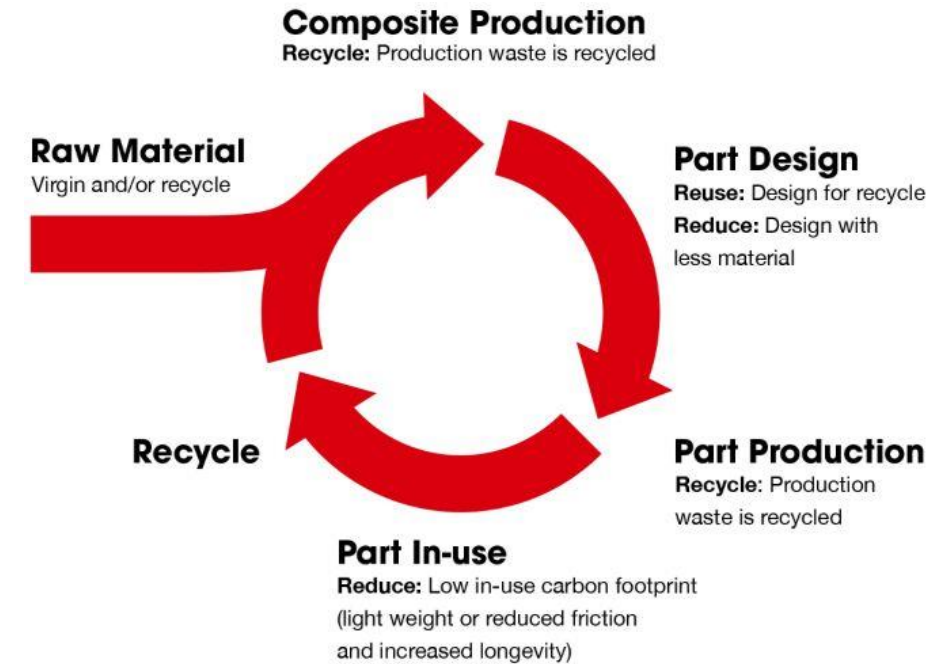 Composite Production
Recycle: Production waste is recycled
Raw Material
Virgin and/or recycle
Part Design
Reuse: Design for recycle
Reduce: Design with
less material
Part Production
Recycle: Production
waste is recycled
Part In-use
Reduce: Low in-use carbon footprint
(light weight or reduced friction
and increased longevity)
Recycle